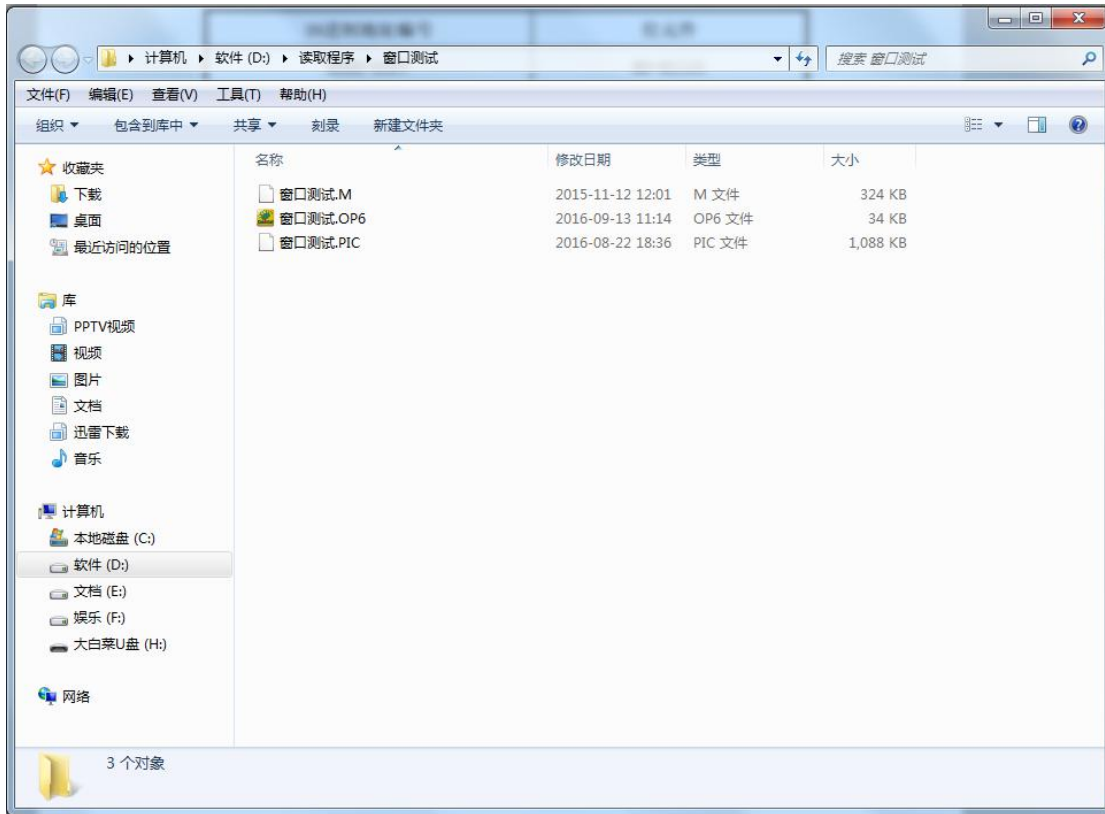 计算机 软件 (D:) 读取程序 窗口测试 搜索 窗口测试
文件(F) 编辑(E) 查看(V) 工具(T) 帮助(H)
组织 包含到库中 共享 刻录 新建文件夹
收藏夹
下载
桌面
最近访问的位置
库
PPTV视频
视频
图片
文档
迅雷下载
音乐
计算机
本地磁盘 (C:)
软件 (D:)
文档 (E:)
娱乐 (F:)
大白菜U盘 (H:)
网络
名称 修改日期 类型 大小
窗口测试.M 2015-11-12 12:01 M 文件 324 KB
窗口测试.OP6 2016-09-13 11:14 OP6 文件 34 KB
窗口测试.PIC 2016-08-22 18:36 PIC 文件 1,088 KB
3 个对象